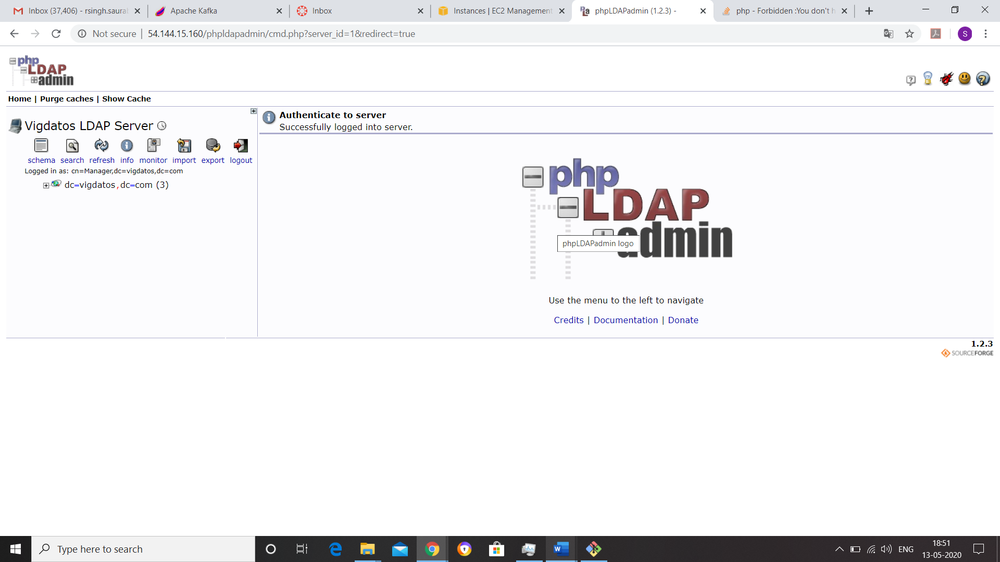 Inbox (37,406) - rsingh.saural
Apache Kafka
Inbox
Instances | EC2 Management
phpLDAPadmin (1.2.3) -
php - Forbidden :You don't h
Not secure | 54.144.15.160/phpldapadmin/cmd.php?server_id=1&redirect=true
S
php
LDAP
admin
Home | Purge caches | Show Cache
Vigdatos LDAP Server
schema search refresh info monitor import export logout
Logged in as: cn=Manager,dc=vigdatos,dc=com
dc=vigdatos,dc=com (3)
Authenticate to server
Successfully logged into server.
php
LDAP
admin
phpLDAPadmin logo
Use the menu to the left to navigate
Credits | Documentation | Donate
1.2.3
SOURCEFORGE
Type here to search
ENG
18:51
13-05-2020